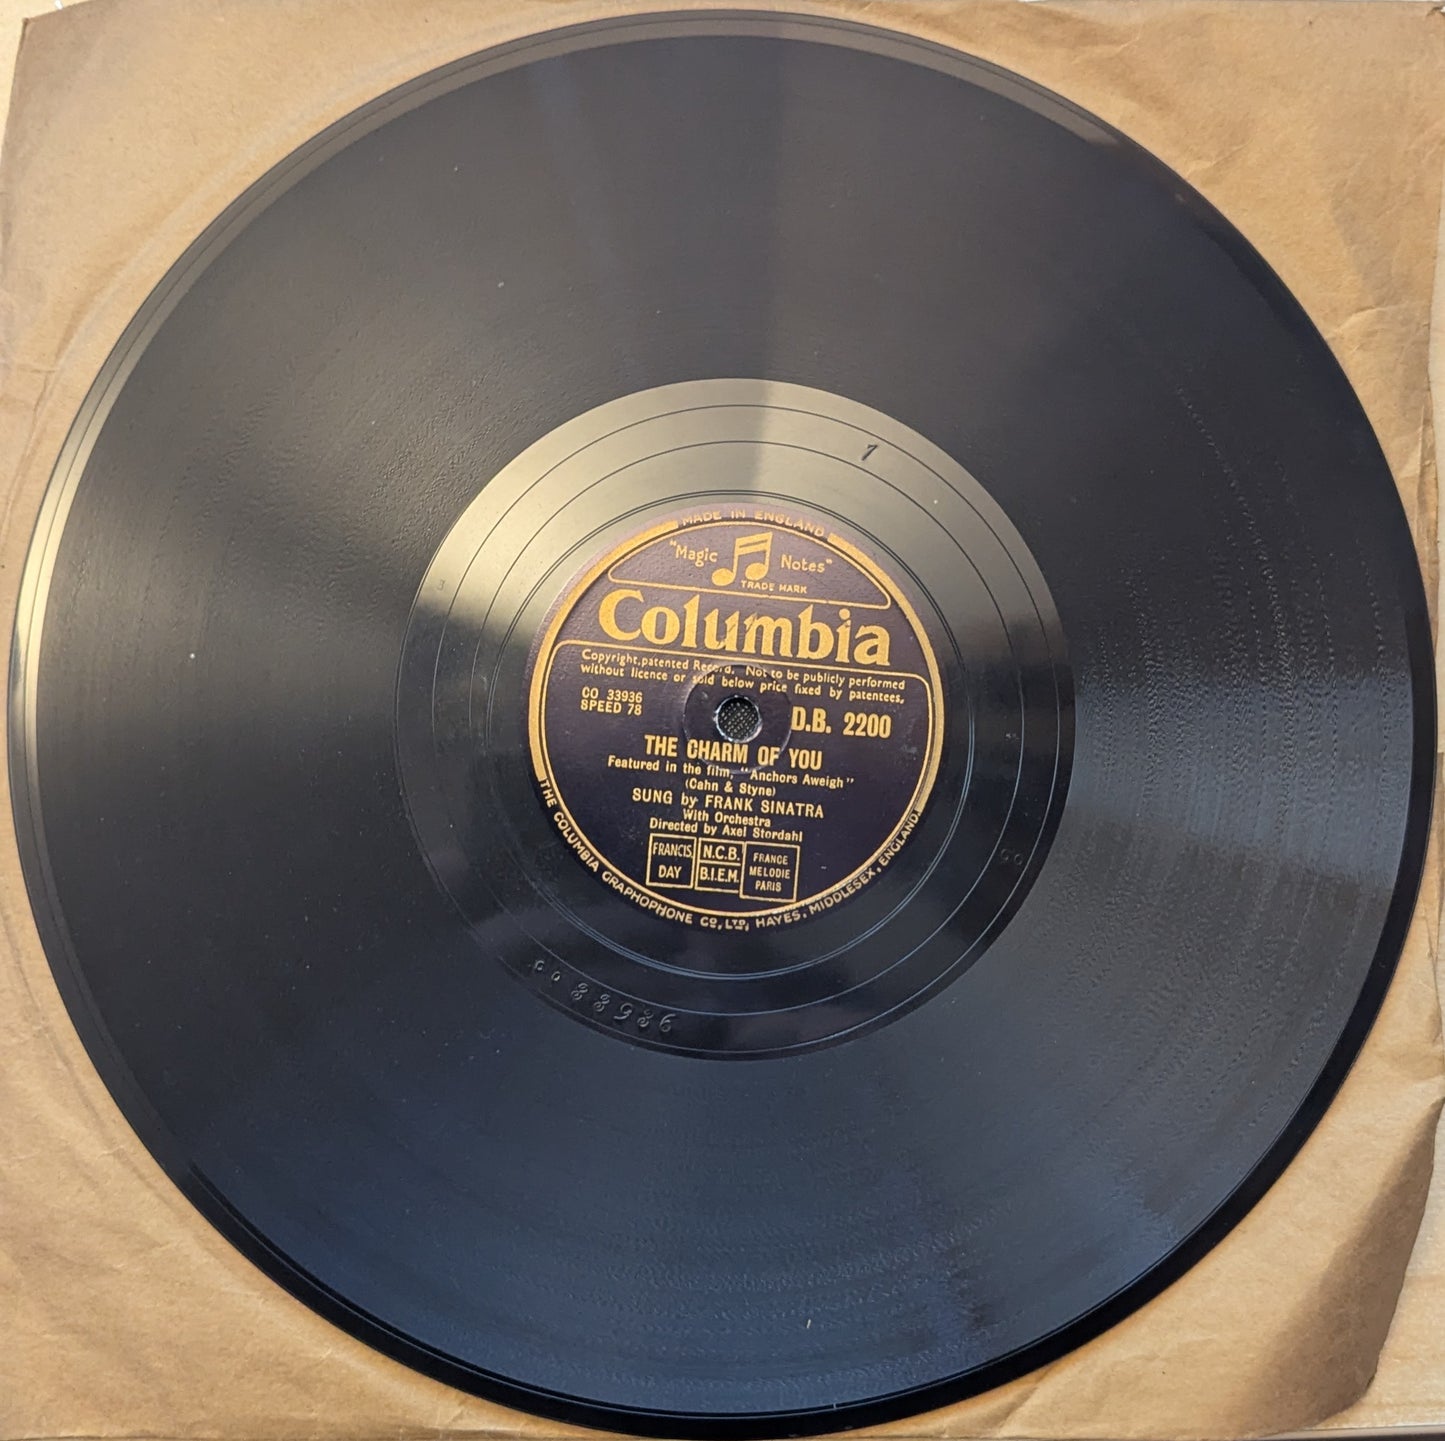 MADE IN ENGLAND
"Magic Notes"
TRADE MARK
Columbia
Copyright, patented Record. Not to be publicly performed
without licence or sold below price fixed by patentees.
CO 33936
SPEED 78
D.B. 2200
THE CHARM OF YOU
Featured in the film, "Anchors Aweigh"
(Cahn & Styne)
SUNG by FRANK SINATRA
With Orchestra
Directed by Axel Stordahl
FRANCIS, DAY
N.C.B.
B.I.E.M.
FRANCE
MELODIE
PARIS
THE COLUMBIA GRAPHOPHONE CO., LTD, HAYES, MIDDLESEX, ENGLAND.
1
3
CO 33936